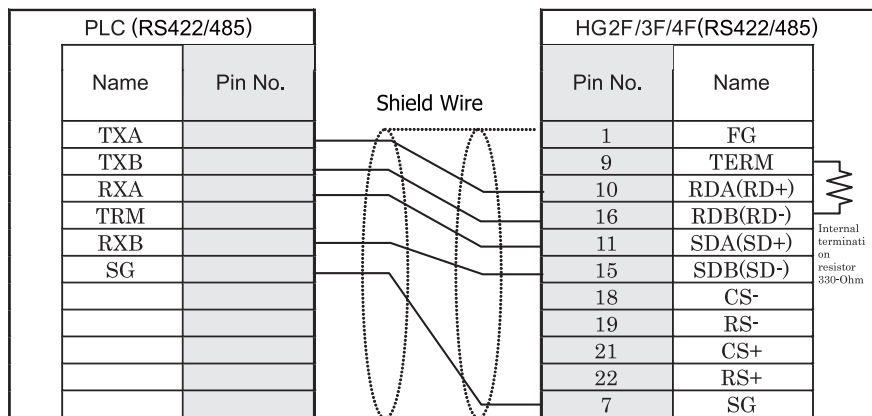 PLC (RS422/485)
HG2F/3F/4F(RS422/485)
Name Pin No.
Pin No. Name
Shield Wire
TXA
1 FG
TXB
9 TERM
RXA
10 RDA(RD+)
TRM
16 RDB(RD-)
RXB
11 SDA(SD+)
SG
15 SDB(SD-)
18 CS-
19 RS-
21 CS+
22 RS+
7 SG
Internal
terminati
on
resistor
330-Ohm